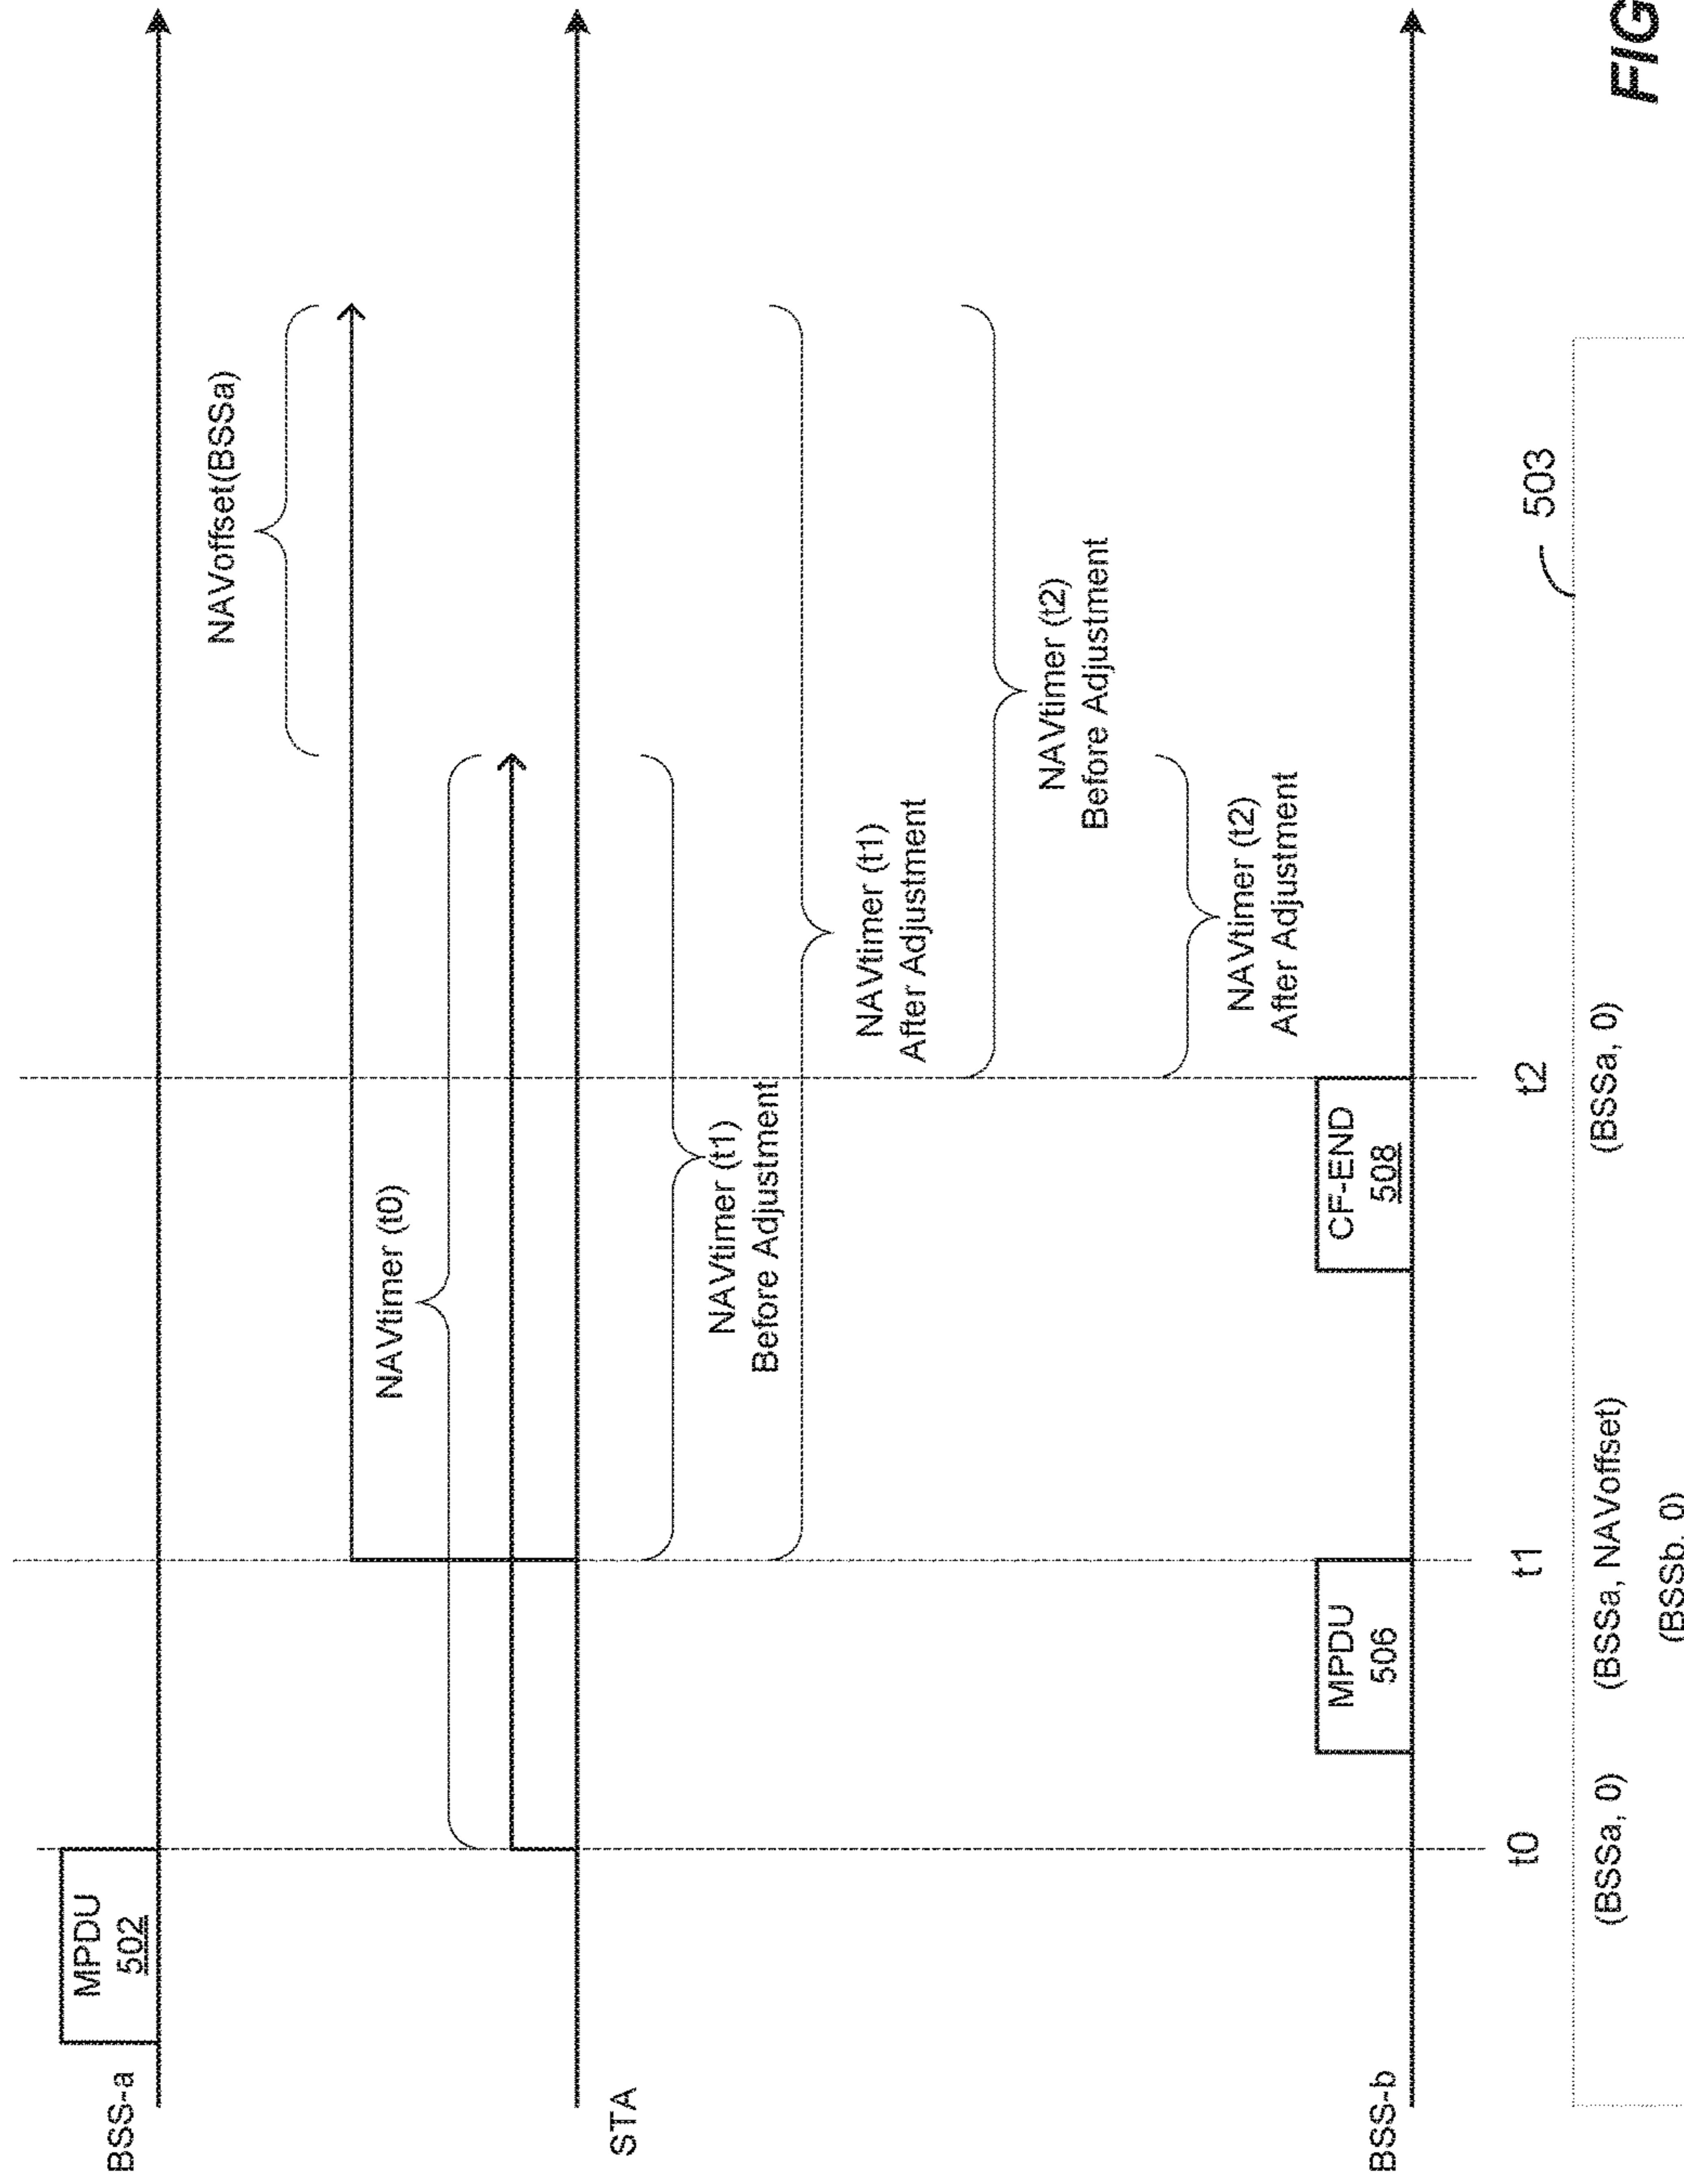 BSS-a
MPDU
502
NAVoffset(BSSa)
NAVtimer (t0)
STA
NAVtimer (t1)
Before Adjustment
NAVtimer (t1)
After Adjustment
NAVtimer (t2)
Before Adjustment
NAVtimer (t2)
After Adjustment
BSS-b
MPDU
506
CF-END
508
t0
t1
t2
503
(BSSa, 0)
(BSSa, NAVoffset)
(BSSa, 0)
(BSSb, 0)
FIG